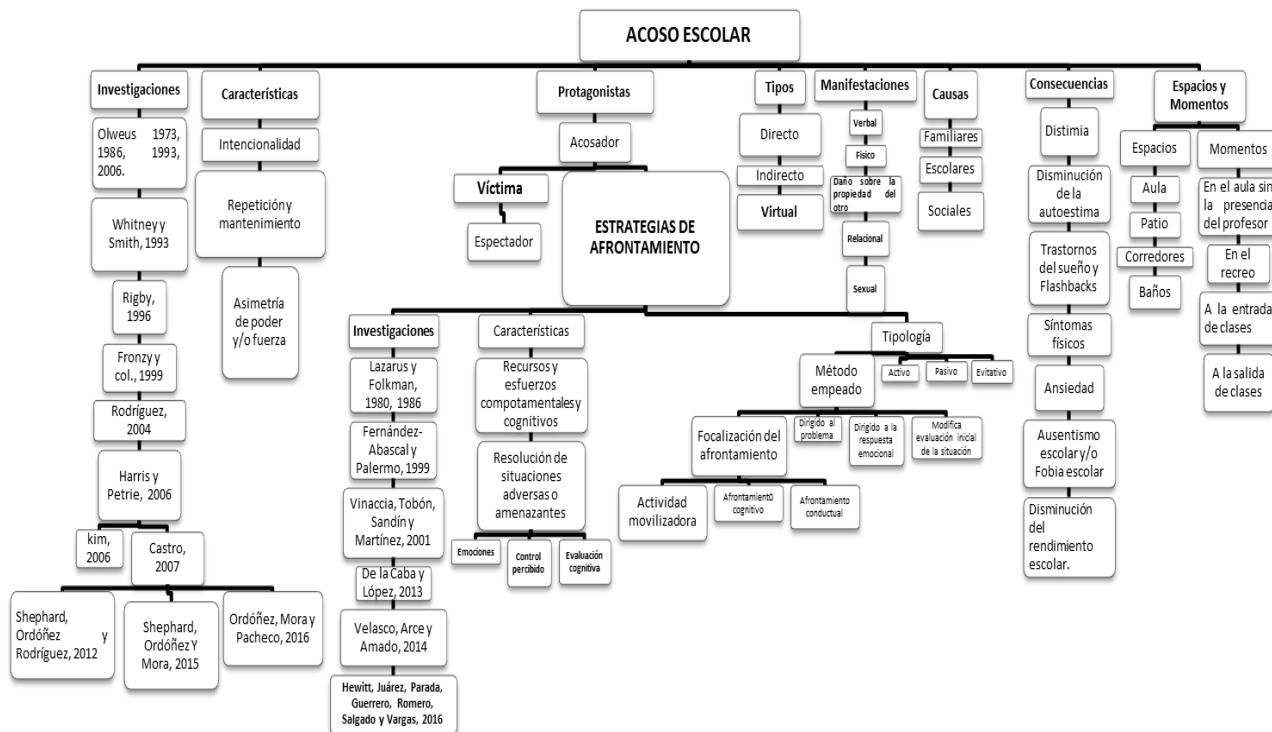 ACOSO ESCOLAR
Investigaciones
Olweus 1973,
1986, 1993,
2006.
Whitney y
Smith, 1993
Rigby,
1996
Fronzy y
col., 1999
Rodríguez,
2004
Harris y
Petrie, 2006
kim,
2006
Castro,
2007
Shephard,
Ordóñez y
Rodríguez, 2012
Shephard,
Ordóñez Y
Mora, 2015
Ordóñez, Mora y
Pacheco, 2016
Características
Intencionalidad
Repetición y
mantenimiento
Asimetría
de poder
y/o fuerza
Protagonistas
Acosador
Víctima
Espectador
ESTRATEGIAS DE
AFRONTAMIENTO
Investigaciones
Lazarus y
Folkman,
1980, 1986
Fernández-
Abascal y
Palermo, 1999
Vinaccia, Tobón,
Sandín y
Martínez, 2001
De la Caba y
López, 2013
Velasco, Arce y
Amado, 2014
Hewitt, Juárez, Parada,
Guerrero, Romero,
Salgado y Vargas, 2016
Características
Recursos y
esfuerzos
compotamentales y
cognitivos
Resolución de
situaciones
adversas o
amenazantes
Emociones
Control
percibido
Evaluación
cognitiva
Tipología
Método
empeado
Activo
Pasivo
Evitativo
Focalización del
afrontamiento
Dirigido al
problema
Dirigido a la
respuesta
emocional
Modifica
evaluación inicial
de la situación
Actividad
movilizadora
Afrontamiento
cognitivo
Afrontamiento
conductual
Tipos
Directo
Indirecto
Virtual
Manifestaciones
Verbal
Físico
Daño sobre la
propiedad del
otro
Relacional
Sexual
Causas
Familiares
Escolares
Sociales
Consecuencias
Distimia
Disminución
de la
autoestima
Trastornos
del sueño y
Flashbacks
Síntomas
físicos
Ansiedad
Ausentismo
escolar y/o
Fobia escolar
Disminución
del
rendimiento
escolar.
Espacios y
Momentos
Espacios
Aula
Patio
Corredores
Baños
Momentos
En el aula sin
la presencia
del profesor
En el
recreo
A la entrada
de clases
A la salida
de clases